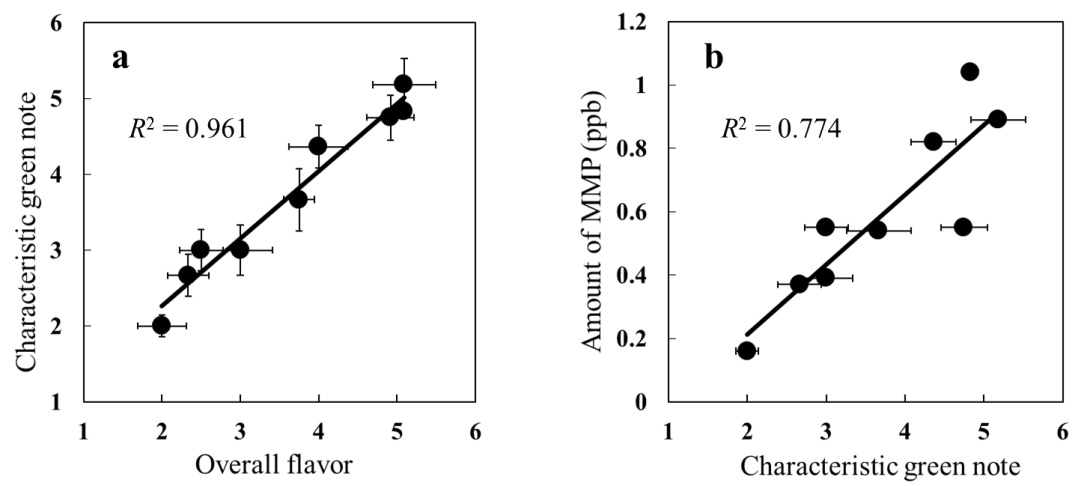 a
R² = 0.961
Characteristic green note
6
5
4
3
2
1
1 2 3 4 5 6
Overall flavor
b
R² = 0.774
Amount of MMP (ppb)
1.2
1
0.8
0.6
0.4
0.2
0
1 2 3 4 5 6
Characteristic green note